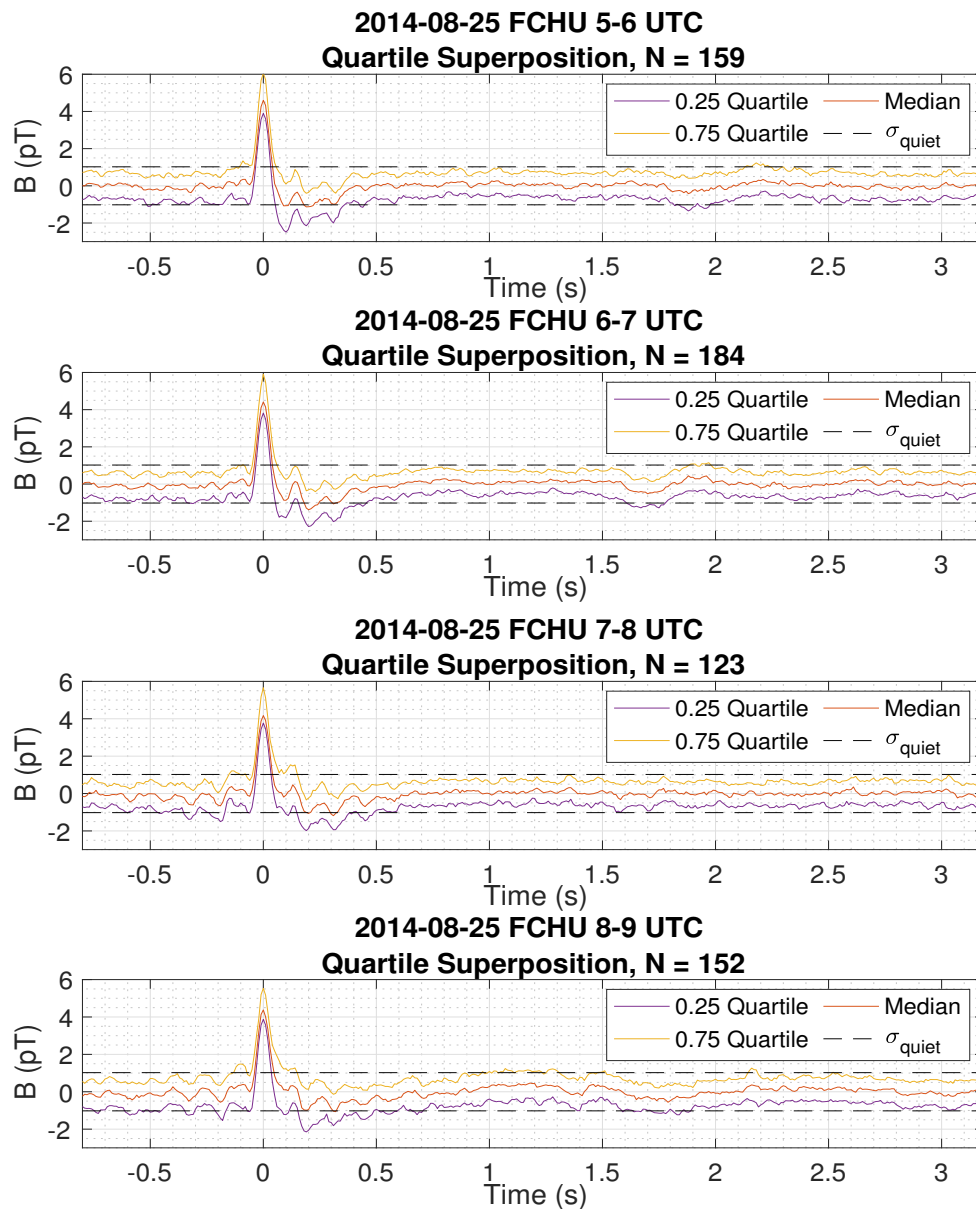 2014-08-25 FCHU 5-6 UTC
Quartile Superposition, N = 159
B (pT)
6
4
2
0
-2
0.25 Quartile
Median
0.75 Quartile
σquiet
-0.5 0 0.5 1 1.5 2 2.5 3
Time (s)
2014-08-25 FCHU 6-7 UTC
Quartile Superposition, N = 184
B (pT)
6
4
2
0
-2
0.25 Quartile
Median
0.75 Quartile
σquiet
-0.5 0 0.5 1 1.5 2 2.5 3
Time (s)
2014-08-25 FCHU 7-8 UTC
Quartile Superposition, N = 123
B (pT)
6
4
2
0
-2
0.25 Quartile
Median
0.75 Quartile
σquiet
-0.5 0 0.5 1 1.5 2 2.5 3
Time (s)
2014-08-25 FCHU 8-9 UTC
Quartile Superposition, N = 152
B (pT)
6
4
2
0
-2
0.25 Quartile
Median
0.75 Quartile
σquiet
-0.5 0 0.5 1 1.5 2 2.5 3
Time (s)